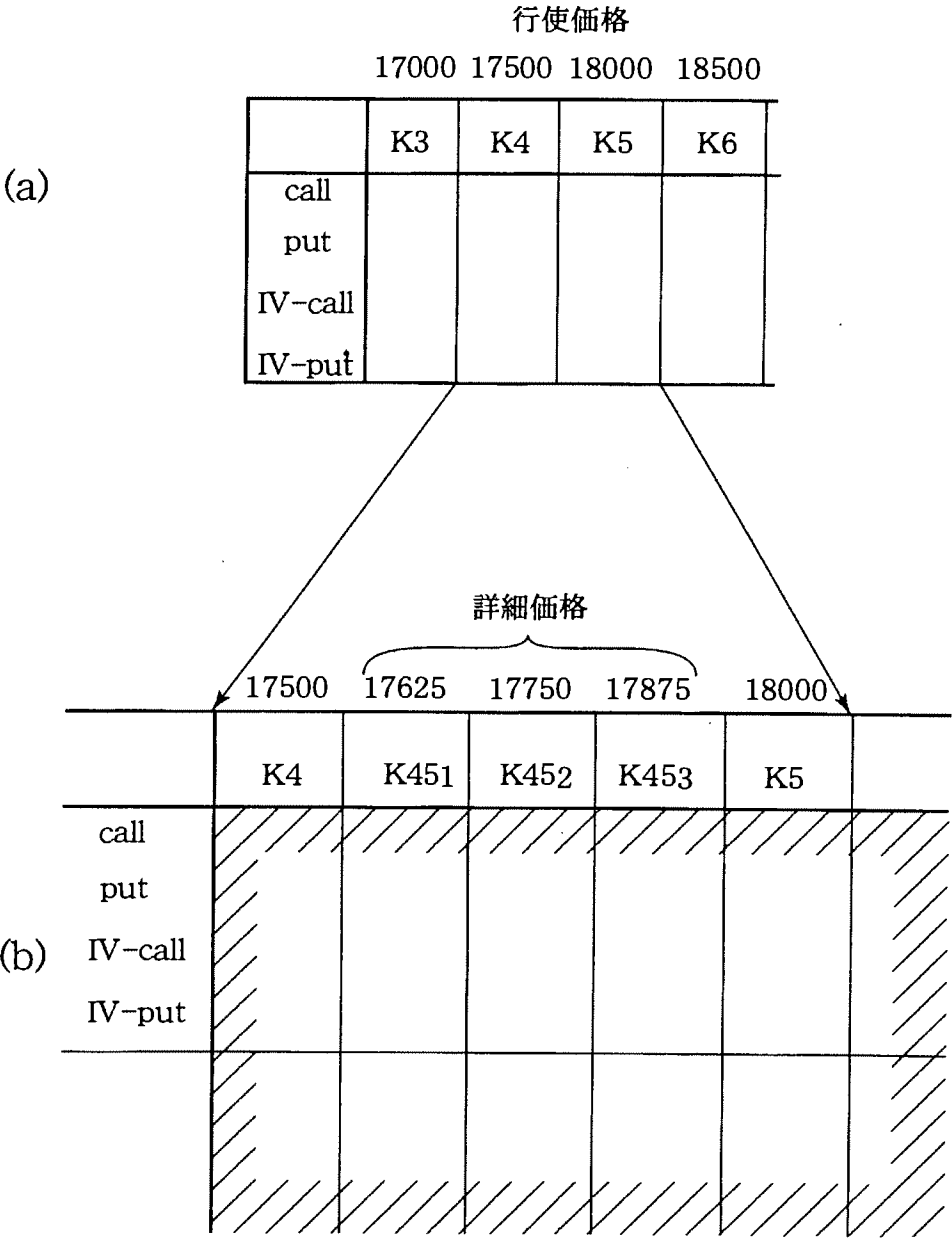 行使価格
17000 17500 18000 18500
K3 K4 K5 K6
(a)
call
put
IV-call
IV-put
詳細価格
17500 17625 17750 17875 18000
K4 K451 K452 K453 K5
call
put
(b)
IV-call
IV-put